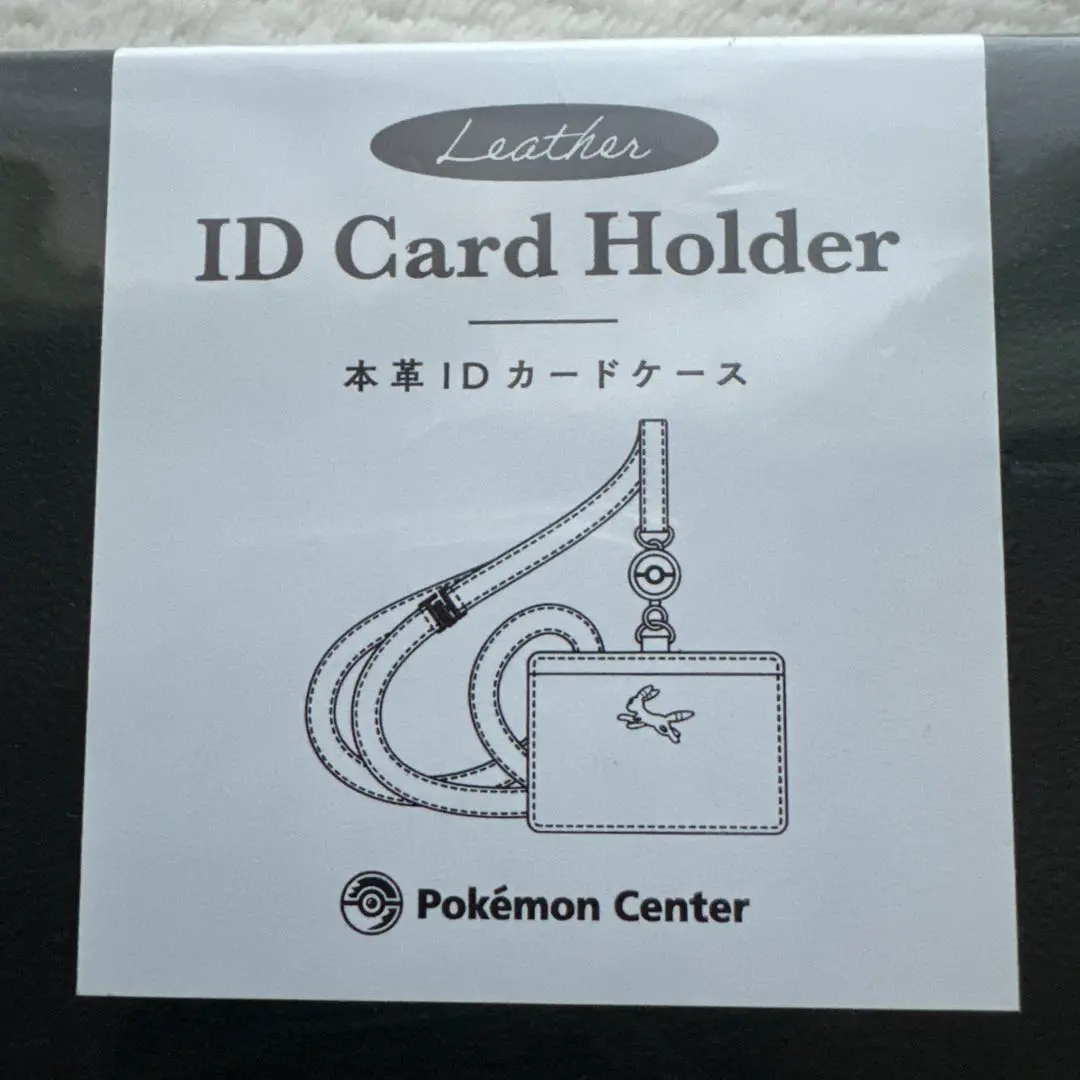 Leather
ID Card Holder
本革IDカードケース
Pokémon Center